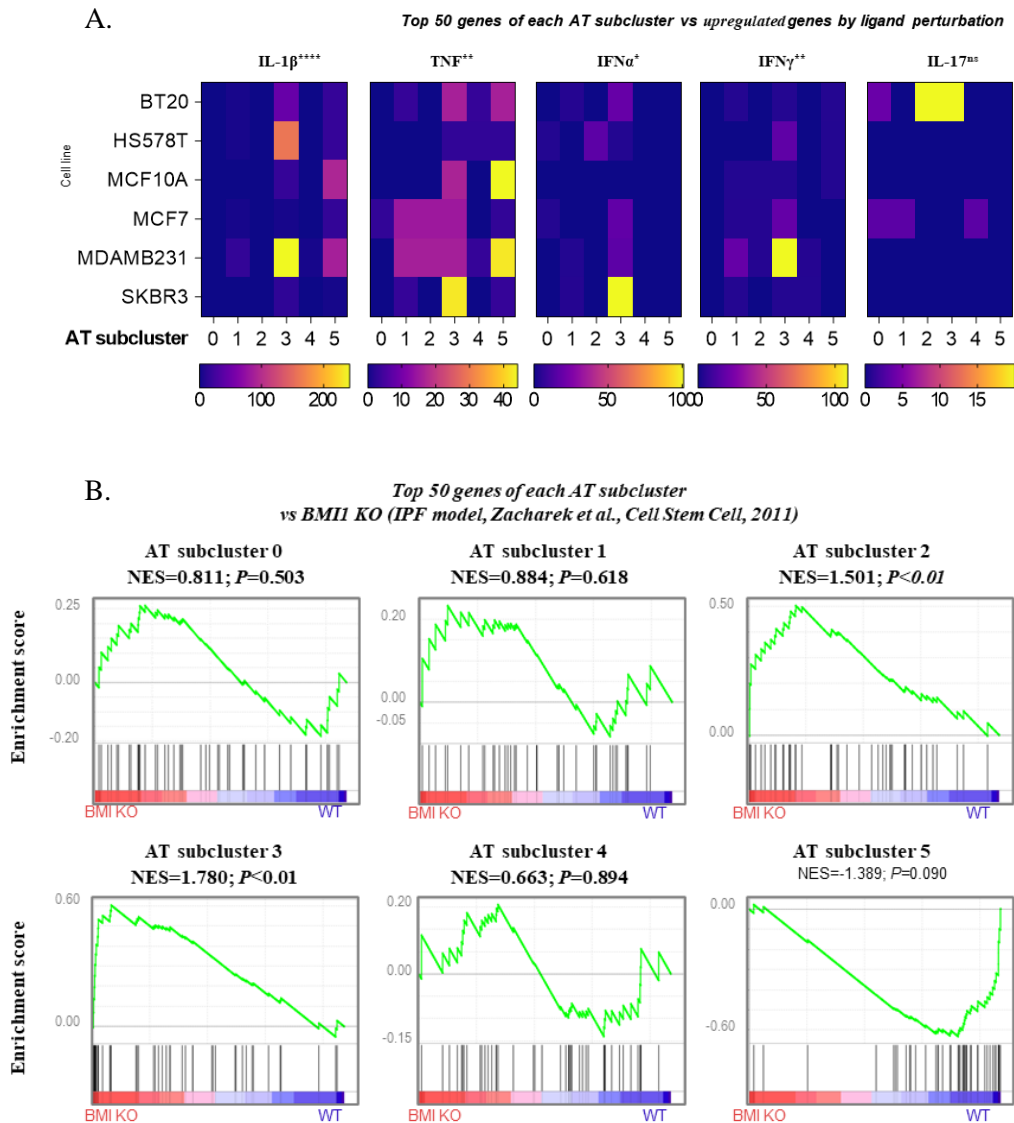 A.
Top 50 genes of each AT subcluster vs upregulated genes by ligand perturbation
IL-1β**** TNF** IFNα* IFNγ** IL-17ns
Cell line
BT20
HS578T
MCF10A
MCF7
MDAMB231
SKBR3
AT subcluster 0 1 2 3 4 5 0 1 2 3 4 5 0 1 2 3 4 5 0 1 2 3 4 5 0 1 2 3 4 5
0 100 200 0 10 20 30 40 0 50 100 0 50 100 0 5 10 15
B.
Top 50 genes of each AT subcluster
vs BMI1 KO (IPF model, Zacharek et al., Cell Stem Cell, 2011)
AT subcluster 0 AT subcluster 1 AT subcluster 2
NES=0.811; P=0.503 NES=0.884; P=0.618 NES=1.501; P<0.01
Enrichment score
0.25 0.20 0.50
0.00 0.00 0.00
-0.20 -0.05
BMI KO WT BMI KO WT BMI KO WT
AT subcluster 3 AT subcluster 4 AT subcluster 5
NES=1.780; P<0.01 NES=0.663; P=0.894 NES=-1.389; P=0.090
Enrichment score
0.60 0.20 0.00
0.00 0.00 -0.60
-0.15
BMI KO WT BMI KO WT BMI KO WT